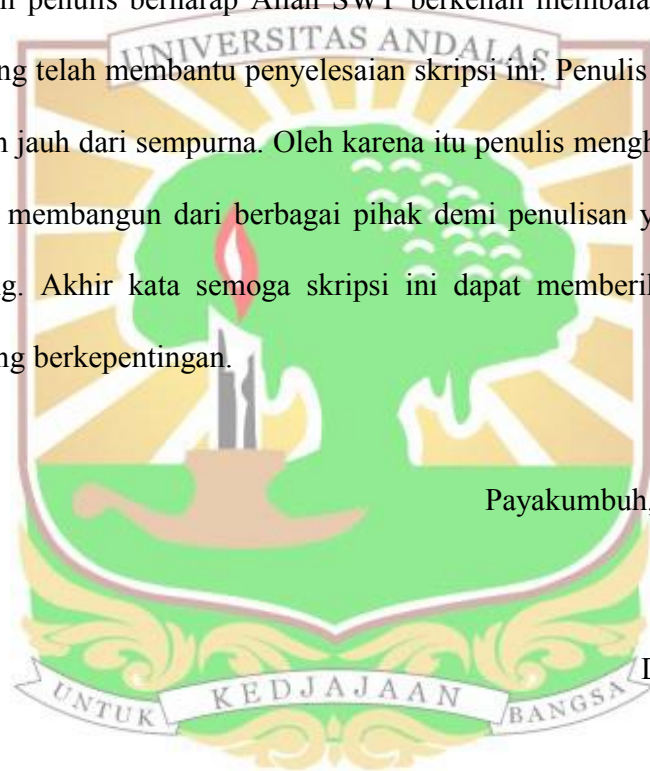 penulis berharap Allah SWT berkenan membala
UNIVERSITAS ANDALAS
ng telah membantu penyelesaian skripsi ini. Penulis
n jauh dari sempurna. Oleh karena itu penulis mengh
membangun dari berbagai pihak demi penulisan y
g. Akhir kata semoga skripsi ini dapat memberi
ng berkepentingan.
Payakumbuh,
UNTUK KEDJAJAAN BANGSA